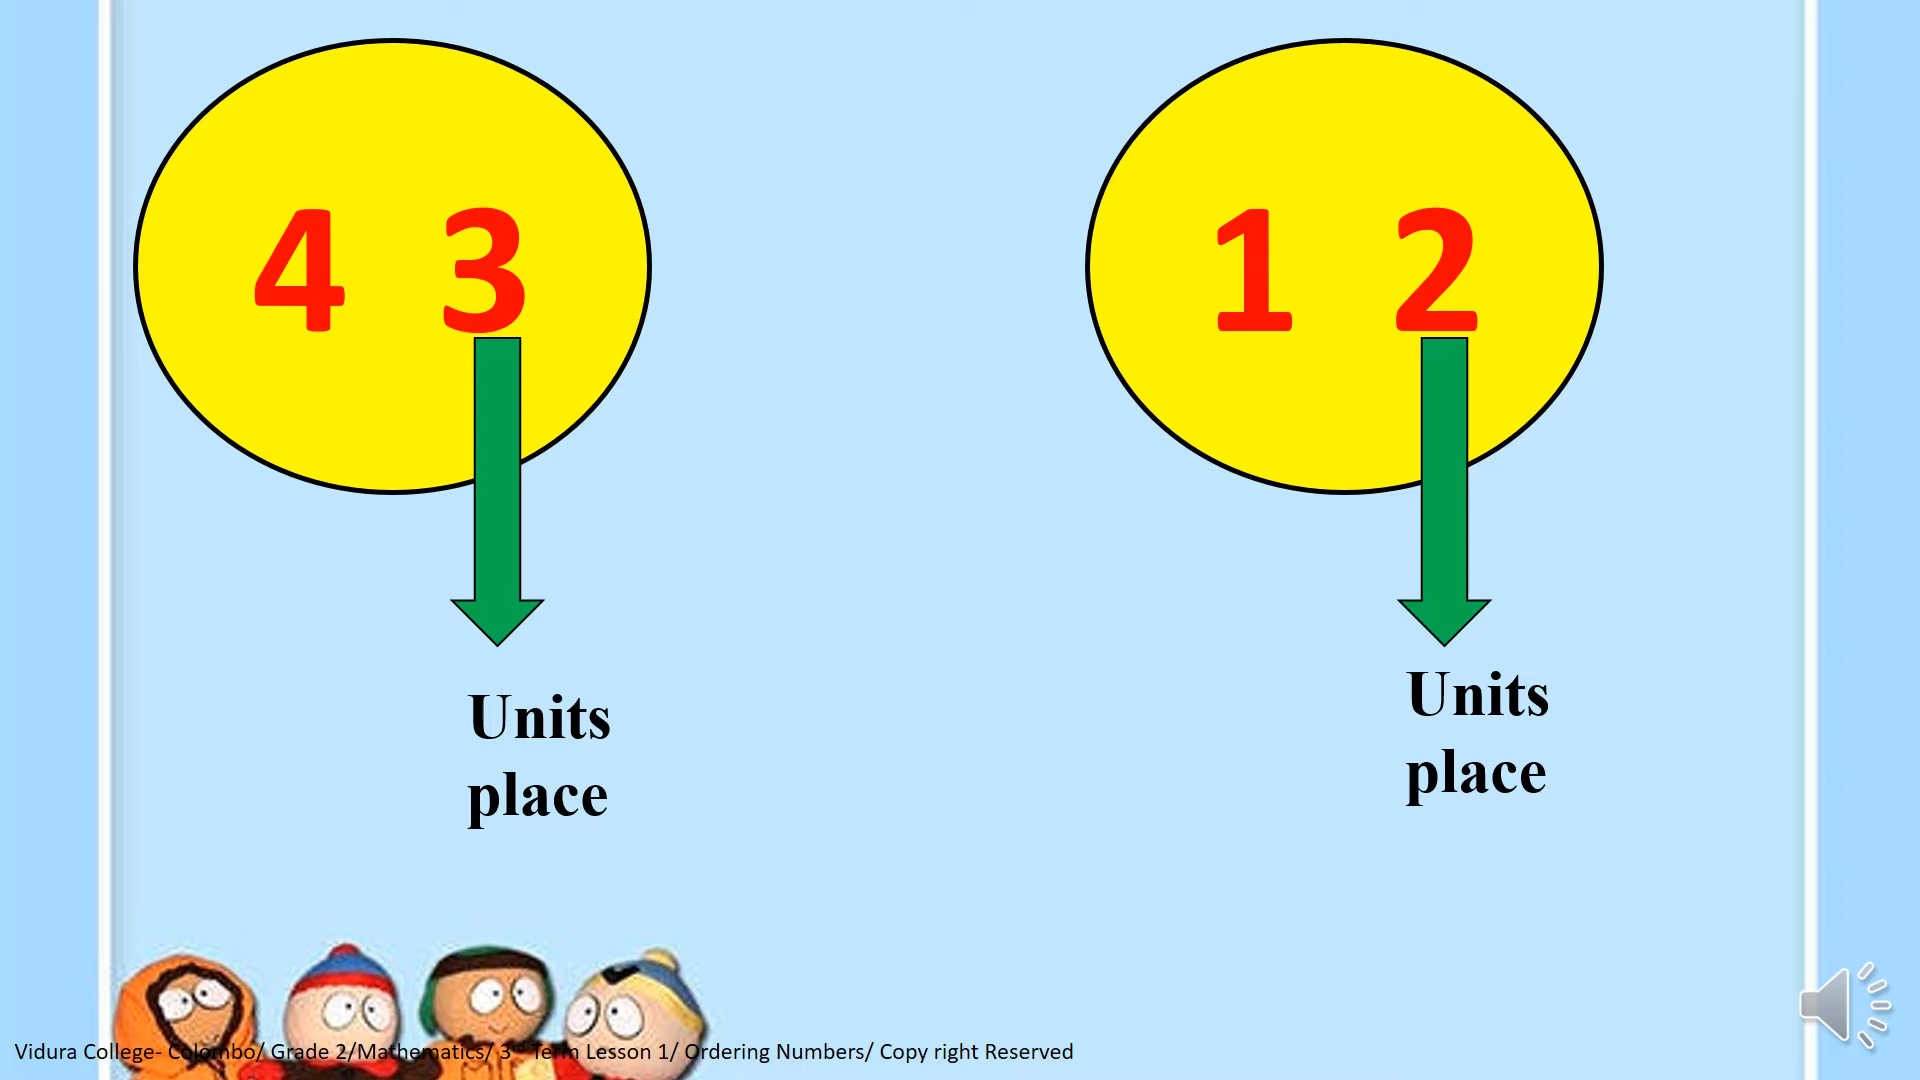 4 3
1 2
Units
place
Units
place
Vidura College- Colombo/ Grade 2/Mathematics/ 3rd Term Lesson 1/ Ordering Numbers/ Copy right Reserved